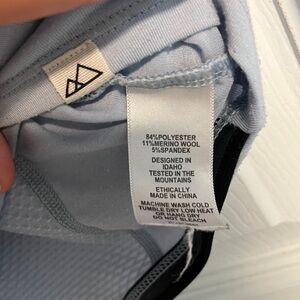 84%POLYESTER
11%MERINO WOOL
5%SPANDEX
DESIGNED IN
IDAHO
TESTED IN THE
MOUNTAINS
ETHICALLY
MADE IN CHINA
MACHINE WASH COLD
TUMBLE DRY LOW HEAT
OR HANG DRY
DO NOT BLEACH